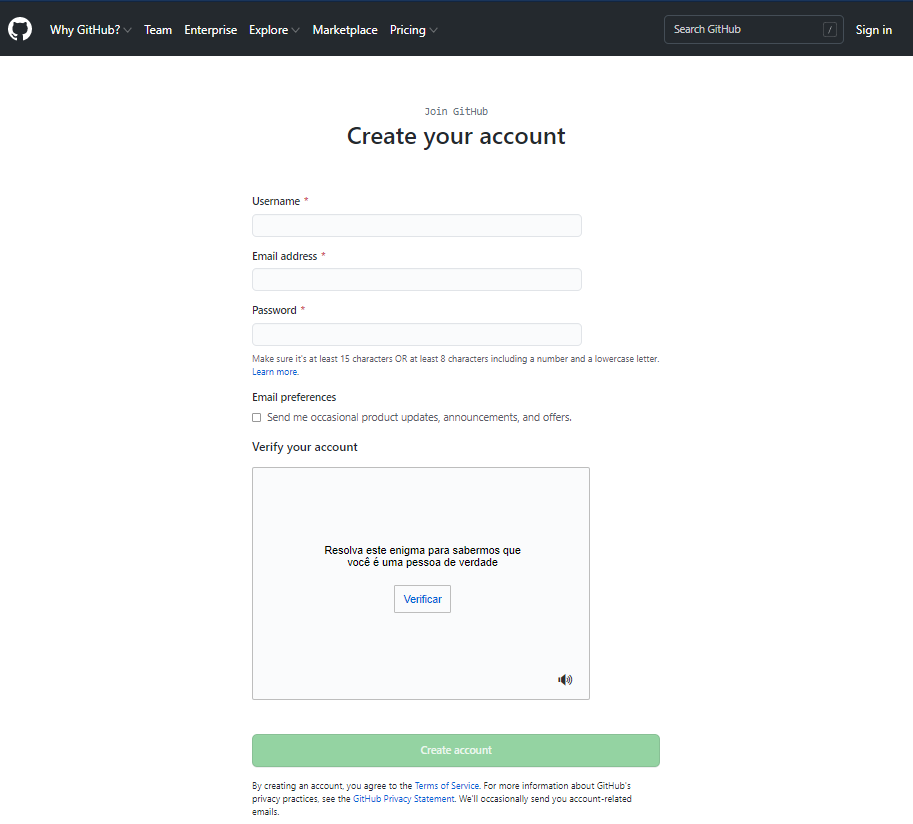 Why GitHub? Team Enterprise Explore Marketplace Pricing Search GitHub / Sign in
Join GitHub
Create your account
Username *
Email address *
Password *
Make sure it's at least 15 characters OR at least 8 characters including a number and a lowercase letter.
Learn more.
Email preferences
Send me occasional product updates, announcements, and offers.
Verify your account
Resolva este enigma para sabermos que
você é uma pessoa de verdade
Verificar
Create account
By creating an account, you agree to the Terms of Service. For more information about GitHub's
privacy practices, see the GitHub Privacy Statement. We'll occasionally send you account-related
emails.